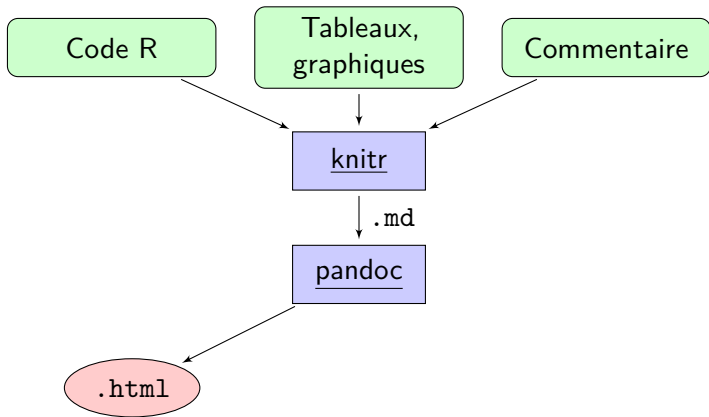 Code R
Tableaux,
graphiques
Commentaire
knitr
.md
pandoc
.html